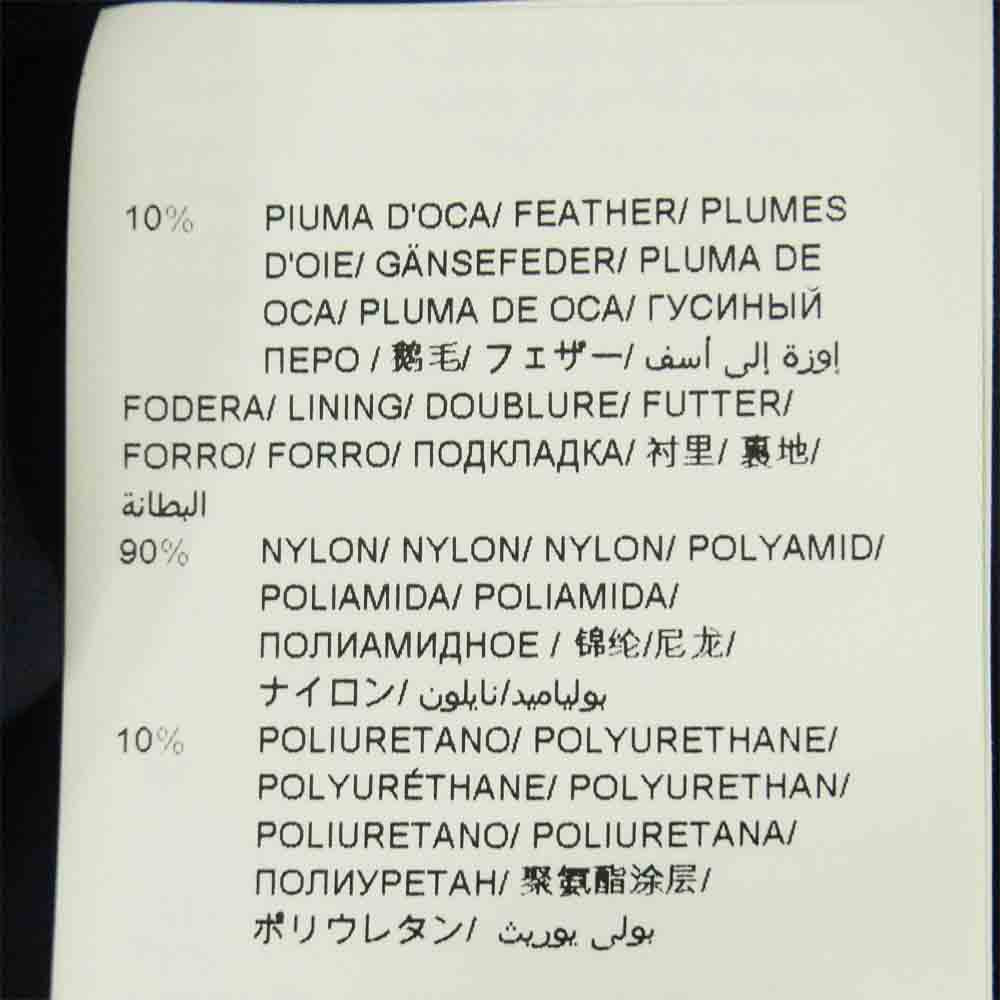 10% PIUMA D'OCA/ FEATHER/ PLUMES
D'OIE/ GÄNSEFEDER/ PLUMA DE
OCA/ PLUMA DE OCA/ ГУСИНЫЙ
ПЕРО / 鹅毛/ フェザー/ إوزة إلى أسف
FODERA/ LINING/ DOUBLURE/ FUTTER/
FORRO/ FORRO/ ПОДКЛАДКА/ 衬里/ 裏地/
البطانة
90% NYLON/ NYLON/ NYLON/ POLYAMID/
POLIAMIDA/ POLIAMIDA/
ПОЛИАМИДНОЕ / 锦纶/尼龙/
ナイロン/ بولياميد/نايلون
10% POLIURETANO/ POLYURETHANE/
POLYURÉTHANE/ POLYURETHAN/
POLIURETANO/ POLIURETANA/
ПОЛИУРЕТАН/ 聚氨酯涂层/
ポリウレタン/ بولى يوريث